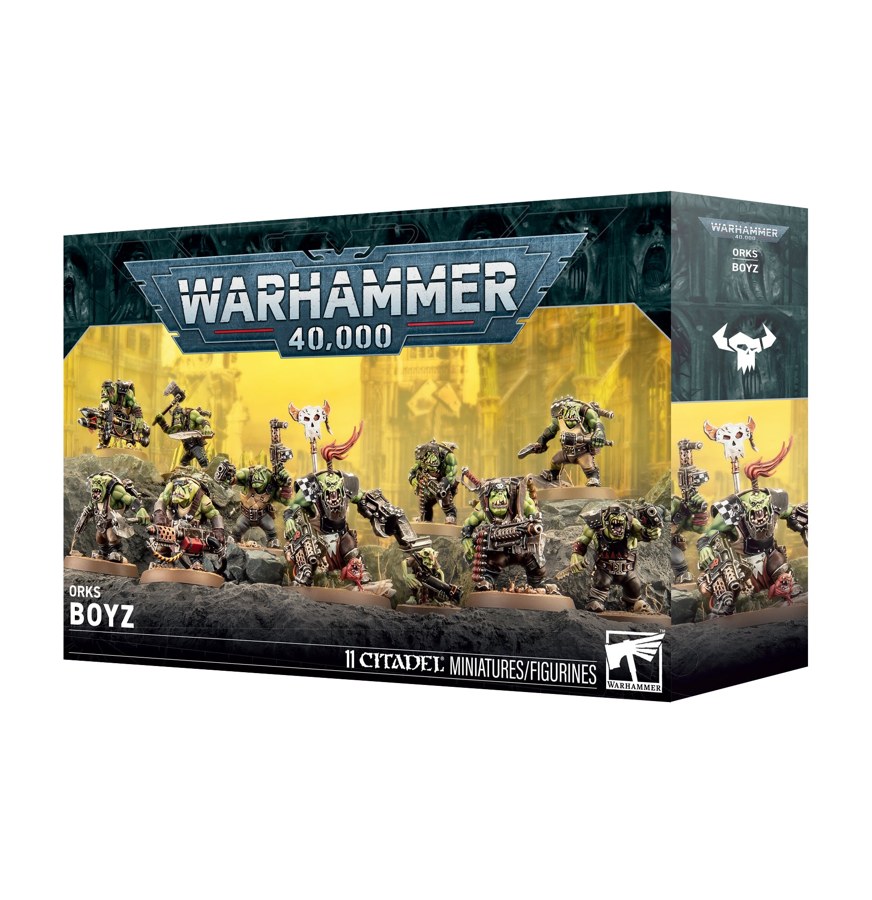 WARHAMMER
40,000
ORKS
BOYZ
11 CITADEL MINIATURES/FIGURINES
WARHAMMER
WARHAMMER
40,000
ORKS
BOYZ